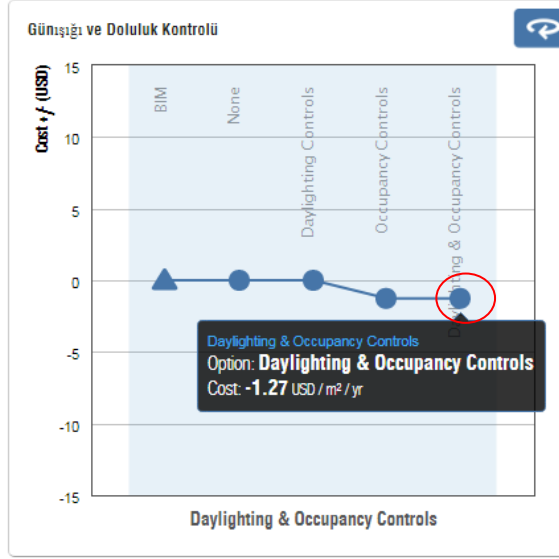 Günışığı ve Doluluk Kontrolü
Cost +/- (USD)
15
10
5
0
-5
-10
-15
BIM
None
Daylighting Controls
Occupancy Controls
Daylighting & Occupancy Controls
Daylighting & Occupancy Controls
Option: Daylighting & Occupancy Controls
Cost: -1.27 USD / m² / yr
Daylighting & Occupancy Controls